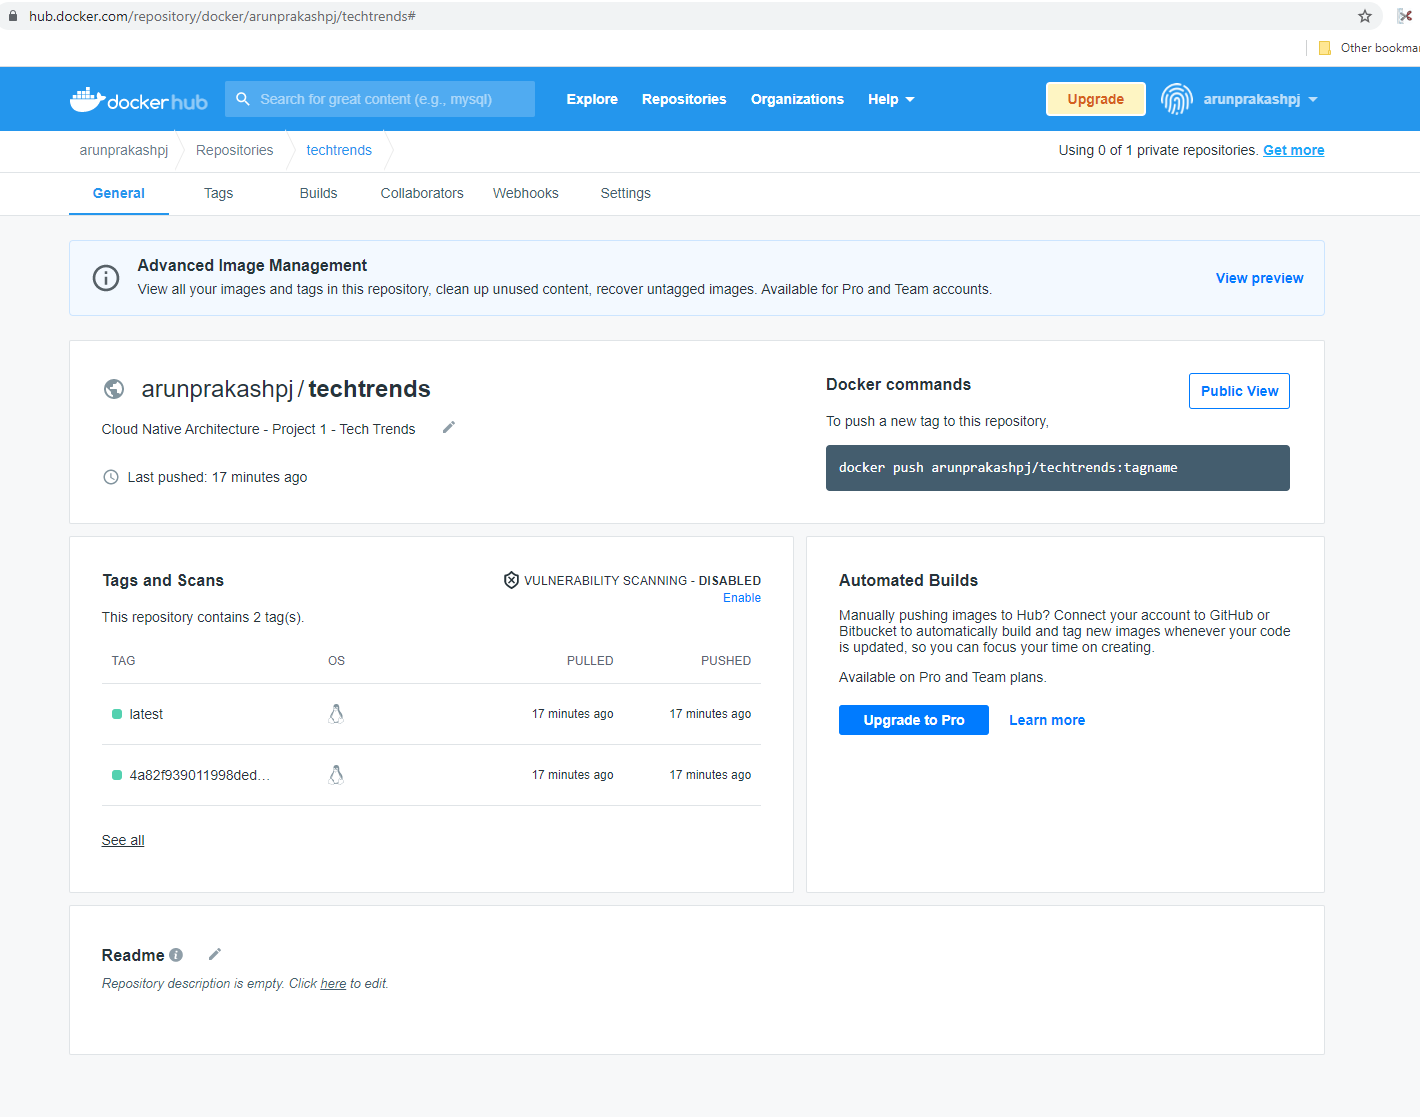 hub.docker.com/repository/docker/arunprakashpj/techtrends#
Other bookmar
dockerhub
Search for great content (e.g., mysql)
Explore
Repositories
Organizations
Help
Upgrade
arunprakashpj
arunprakashpj
Repositories
techtrends
Using 0 of 1 private repositories. Get more
General
Tags
Builds
Collaborators
Webhooks
Settings
Advanced Image Management
View all your images and tags in this repository, clean up unused content, recover untagged images. Available for Pro and Team accounts.
View preview
arunprakashpj / techtrends
Cloud Native Architecture - Project 1 - Tech Trends
Last pushed: 17 minutes ago
Docker commands
Public View
To push a new tag to this repository,
docker push arunprakashpj/techtrends:tagname
Tags and Scans
VULNERABILITY SCANNING - DISABLED
Enable
This repository contains 2 tag(s).
TAG OS PULLED PUSHED
latest 17 minutes ago 17 minutes ago
4a82f939011998ded... 17 minutes ago 17 minutes ago
See all
Automated Builds
Manually pushing images to Hub? Connect your account to GitHub or
Bitbucket to automatically build and tag new images whenever your code
is updated, so you can focus your time on creating.
Available on Pro and Team plans.
Upgrade to Pro
Learn more
Readme
Repository description is empty. Click here to edit.